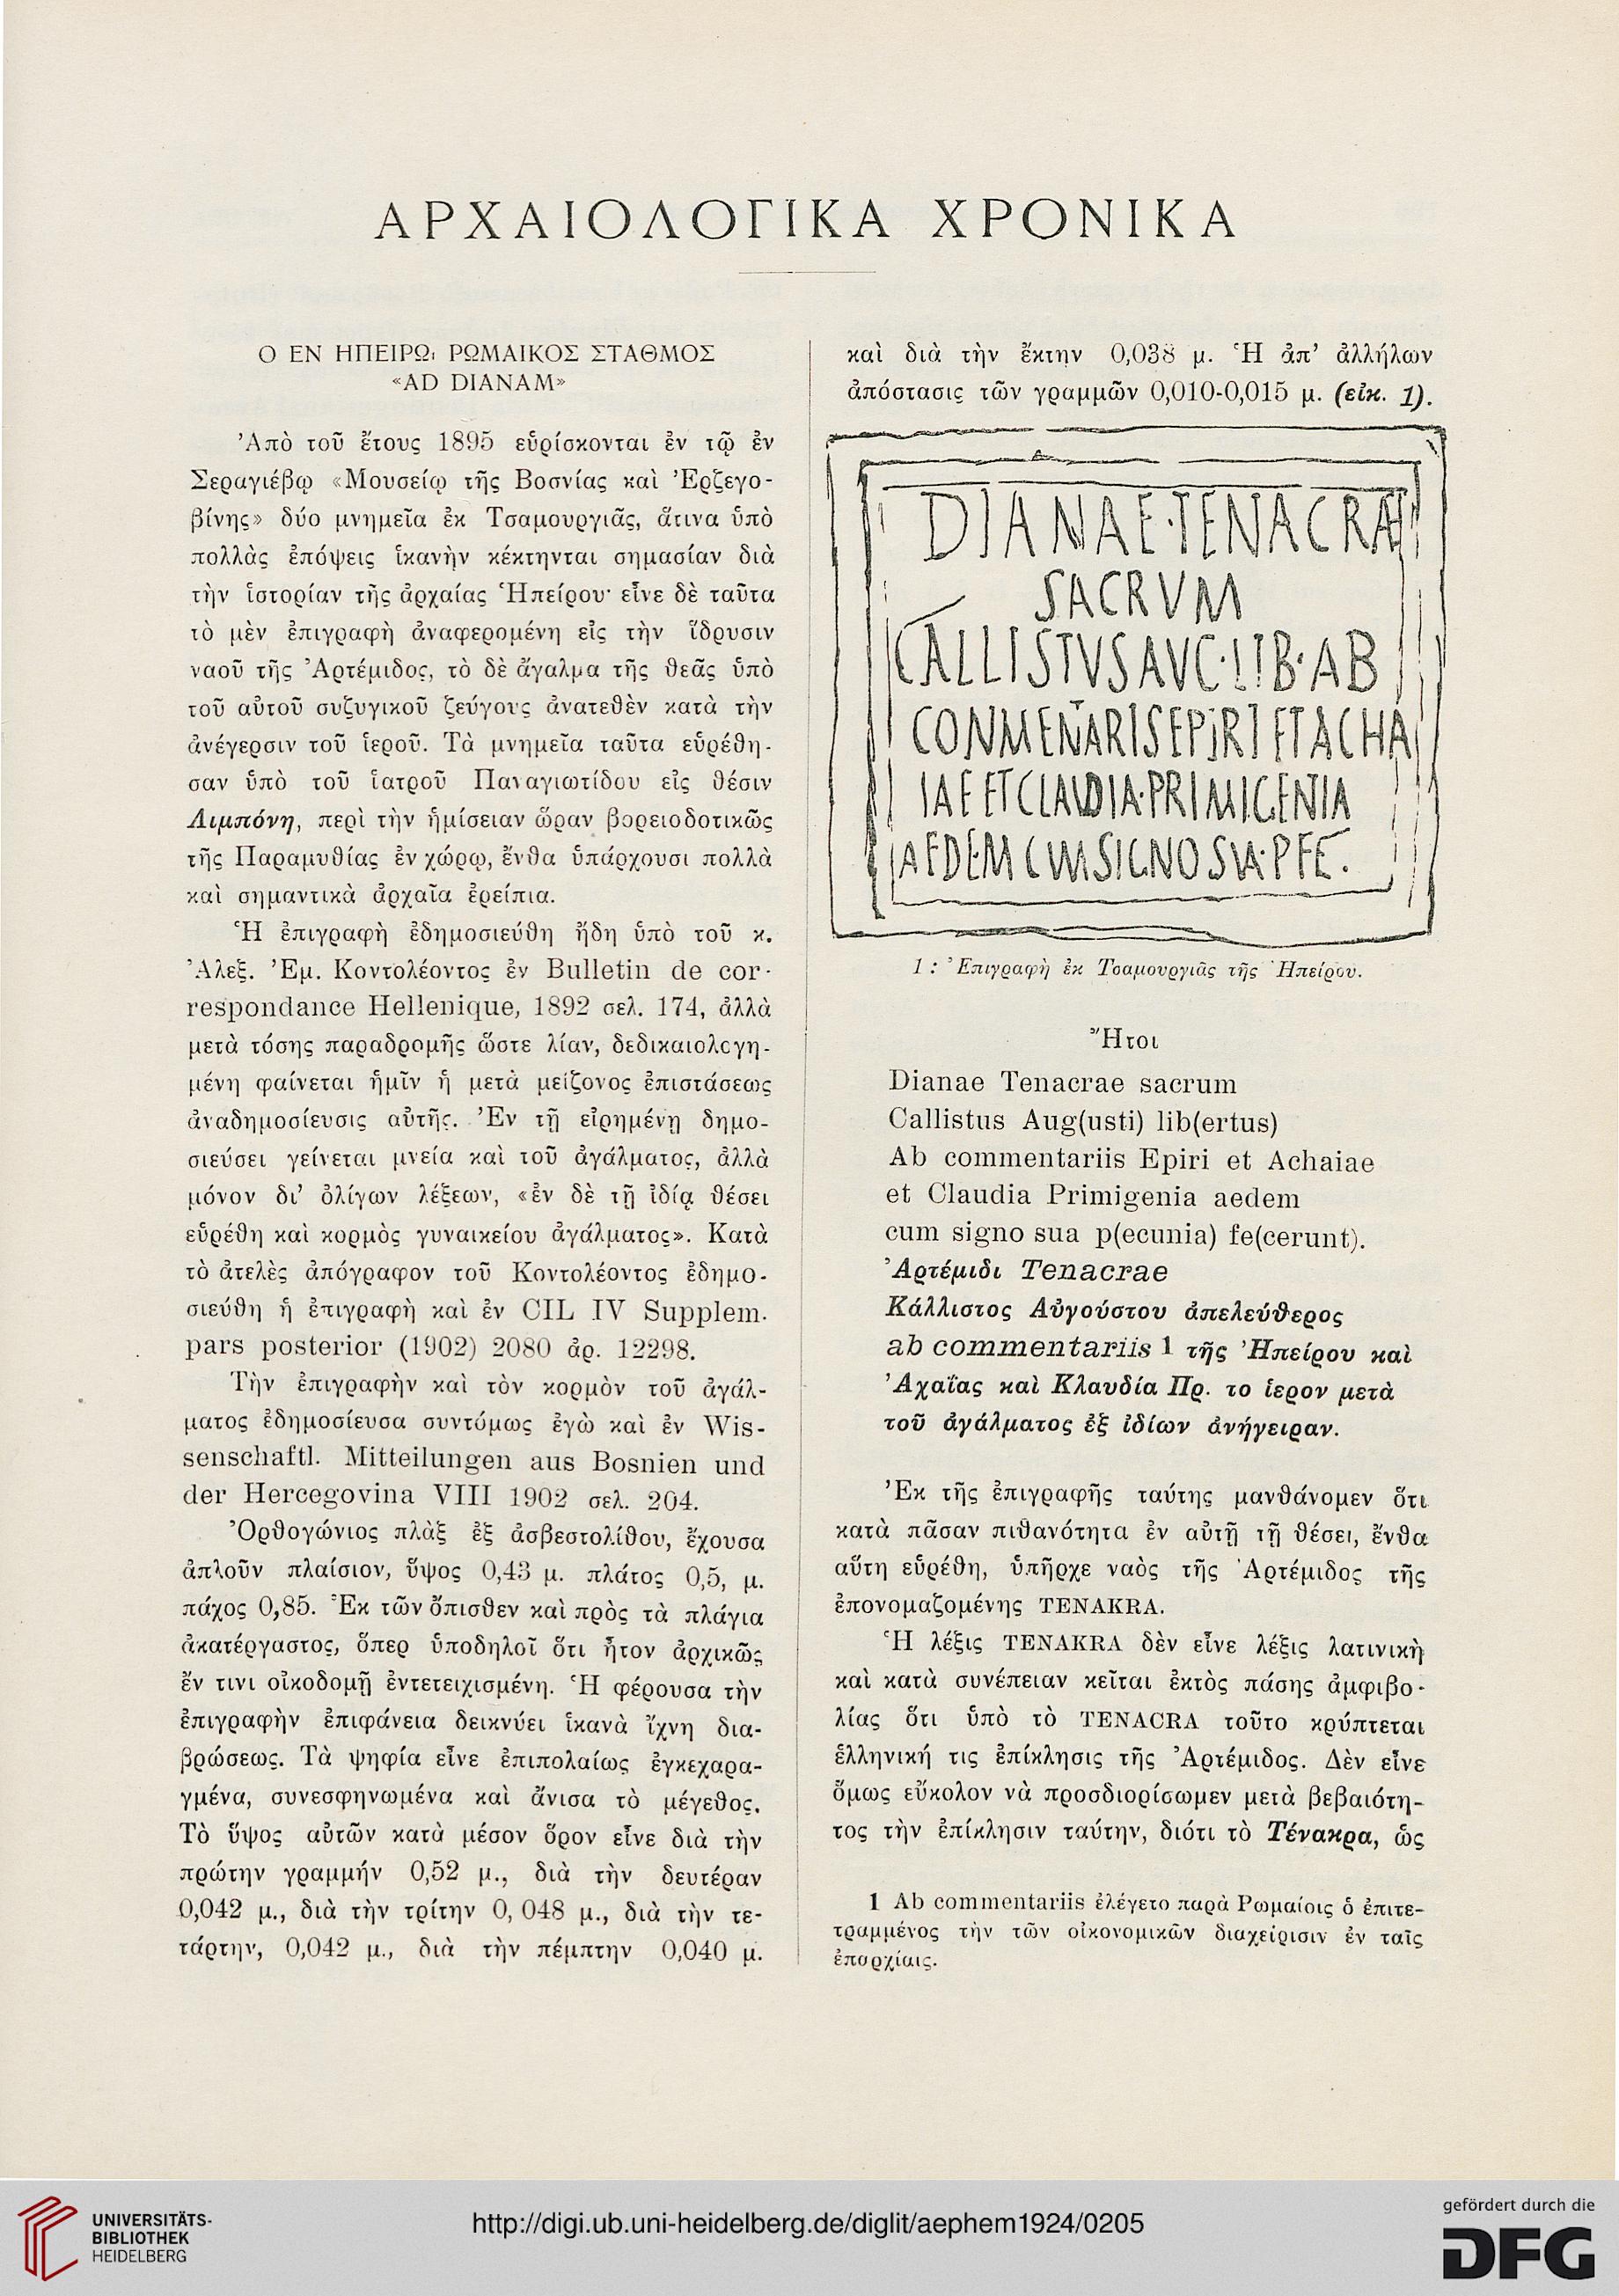 ΑΡΧΑΙΟΛΟΓΙΚΑ ΧΡΟΝΙΚΑ
Ο ΕΝ ΗΠΕΙΡΩι ΡΩΜΑΙΚΟΣ ΣΤΑΘΜΟΣ
«AD DIANAM»
Ἀπὸ τοῦ ἔτους 1895 εὑρίσκονται ἐν τῷ ἐν
Σεραγιέβῳ «Μουσείῳ τῆς Βοσνίας καὶ Ἐρζεγο-
βίνης» δύο μνημεῖα ἐκ Τσαμουργιᾶς, ἅτινα ὑπὸ
πολλὰς ἐπόψεις ἱκανὴν κέκτηνται σημασίαν διὰ
τὴν ἱστορίαν τῆς ἀρχαίας Ἠπείρου· εἶνε δὲ ταῦτα
τὸ μὲν ἐπιγραφὴ ἀναφερομένη εἰς τὴν ἵδρυσιν
ναοῦ τῆς Ἀρτέμιδος, τὸ δὲ ἄγαλμα τῆς θεᾶς ὑπὸ
τοῦ αὐτοῦ συζυγικοῦ ζεύγους ἀνατεθὲν κατὰ τὴν
ἀνέγερσιν τοῦ ἱεροῦ. Τὰ μνημεῖα ταῦτα εὑρέθη-
σαν ὑπὸ τοῦ ἰατροῦ Παναγιωτίδου εἰς θέσιν
Λιμπόνη, περὶ τὴν ἡμίσειαν ὥραν βορειοδοτικῶς
τῆς Παραμυθίας ἐν χώρῳ, ἔνθα ὑπάρχουσι πολλὰ
καὶ σημαντικὰ ἀρχαῖα ἐρείπια.
Ἡ ἐπιγραφὴ ἐδημοσιεύθη ἤδη ὑπὸ τοῦ κ.
Ἀλεξ. Ἐμ. Κοντολέοντος ἐν Bulletin de cor-
respondance Hellenique, 1892 σελ. 174, ἀλλὰ
μετὰ τόσης παραδρομῆς ὥστε λίαν, δεδικαιολογη-
μένη φαίνεται ἡμῖν ἡ μετὰ μείζονος ἐπιστάσεως
ἀναδημοσίευσις αὐτῆς. Ἐν τῇ εἰρημένῃ δημο-
σιεύσει γείνεται μνεία καὶ τοῦ ἀγάλματος, ἀλλὰ
μόνον δι' ὀλίγων λέξεων, «ἐν δὲ τῇ ἰδίᾳ θέσει
εὑρέθη καὶ κορμὸς γυναικείου ἀγάλματος». Κατὰ
τὸ ἀτελὲς ἀπόγραφον τοῦ Κοντολέοντος ἐδημο-
σιεύθη ἡ ἐπιγραφὴ καὶ ἐν CIL IV Supplem.
pars posterior (1902) 2080 ἀρ. 12298.
Τὴν ἐπιγραφὴν καὶ τὸν κορμὸν τοῦ ἀγάλ-
ματος ἐδημοσίευσα συντόμως ἐγὼ καὶ ἐν Wis-
senschaftl. Mitteilungen aus Bosnien und
der Hercegovina VIII 1902 σελ. 204.
Ὀρθογώνιος πλὰξ ἐξ ἀσβεστολίθου, ἔχουσα
ἁπλοῦν πλαίσιον, ὕψος 0,43 μ. πλάτος 0,5, μ.
πάχος 0,85. Ἐκ τῶν ὄπισθεν καὶ πρὸς τὰ πλάγια
ἀκατέργαστος, ὅπερ ὑποδηλοῖ ὅτι ἦτον ἀρχικῶς
ἔν τινι οἰκοδομῇ ἐντετειχισμένη. Ἡ φέρουσα τὴν
ἐπιγραφὴν ἐπιφάνεια δεικνύει ἱκανὰ ἴχνη δια-
βρώσεως. Τὰ ψηφία εἶνε ἐπιπολαίως ἐγκεχαρα-
γμένα, συνεσφηνωμένα καὶ ἄνισα τὸ μέγεθος.
Τὸ ὕψος αὐτῶν κατὰ μέσον ὅρον εἶνε διὰ τὴν
πρώτην γραμμήν 0,52 μ., διὰ τὴν δευτέραν
0,042 μ., διὰ τὴν τρίτην 0,048 μ., διὰ τὴν τε-
τάρτην, 0,042 μ., διὰ τὴν πέμπτην 0,040 μ.
καὶ διὰ τὴν ἕκτην 0,038 μ. Ἡ ἀπ' ἀλλήλων
ἀπόστασις τῶν γραμμῶν 0,010-0,015 μ. (εἰκ. 1).
DIANAE·TENACRAE
SACRVM
CALLISTVS AVC·LIB·AB
CONMENARIS EPIRI ET ACHA
IAE ET CLAVDIA·PRIMIGENIA
AEDEM CVM SIGNO SVA·P FE·
1 : Ἐπιγραφὴ ἐκ Τσαμουργιᾶς τῆς Ἠπείρου.
Ἤτοι
Dianae Tenacrae sacrum
Callistus Aug(usti) lib(ertus)
Ab commentariis Epiri et Achaiae
et Claudia Primigenia aedem
cum signo sua p(ecunia) fe(cerunt).
Ἀρτέμιδι Tenacrae
Κάλλιστος Αὐγούστου ἀπελεύθερος
ab commentariis 1 τῆς Ἠπείρου καὶ
Ἀχαΐας καὶ Κλαυδία Πρ. το ἱερον μετὰ
τοῦ ἀγάλματος ἐξ ἰδίων ἀνήγειραν.
Ἐκ τῆς ἐπιγραφῆς ταύτης μανθάνομεν ὅτι
κατὰ πᾶσαν πιθανότητα ἐν αὐτῇ τῇ θέσει, ἔνθα
αὕτη εὑρέθη, ὑπῆρχε ναὸς τῆς Ἀρτέμιδος τῆς
ἐπονομαζομένης TENAKRA.
Ἡ λέξις TENAKRA δὲν εἶνε λέξις λατινικὴ
καὶ κατὰ συνέπειαν κεῖται ἐκτὸς πάσης ἀμφιβο-
λίας ὅτι ὑπὸ τὸ TENACRA τοῦτο κρύπτεται
ἑλληνική τις ἐπίκλησις τῆς Ἀρτέμιδος. Δὲν εἶνε
ὅμως εὔκολον νὰ προσδιορίσωμεν μετὰ βεβαιότη-
τος τὴν ἐπίκλησιν ταύτην, διότι τὸ Τένακρα, ὡς
1 Ab commentariis ἐλέγετο παρὰ Ρωμαίοις ὁ ἐπιτε-
τραμμένος τὴν τῶν οἰκονομικῶν διαχείρισιν ἐν ταῖς
ἐπαρχίαις.
UNIVERSITÄTS-
BIBLIOTHEK
HEIDELBERG
http://digi.ub.uni-heidelberg.de/diglit/aephem1924/0205
gefördert durch die
DFG